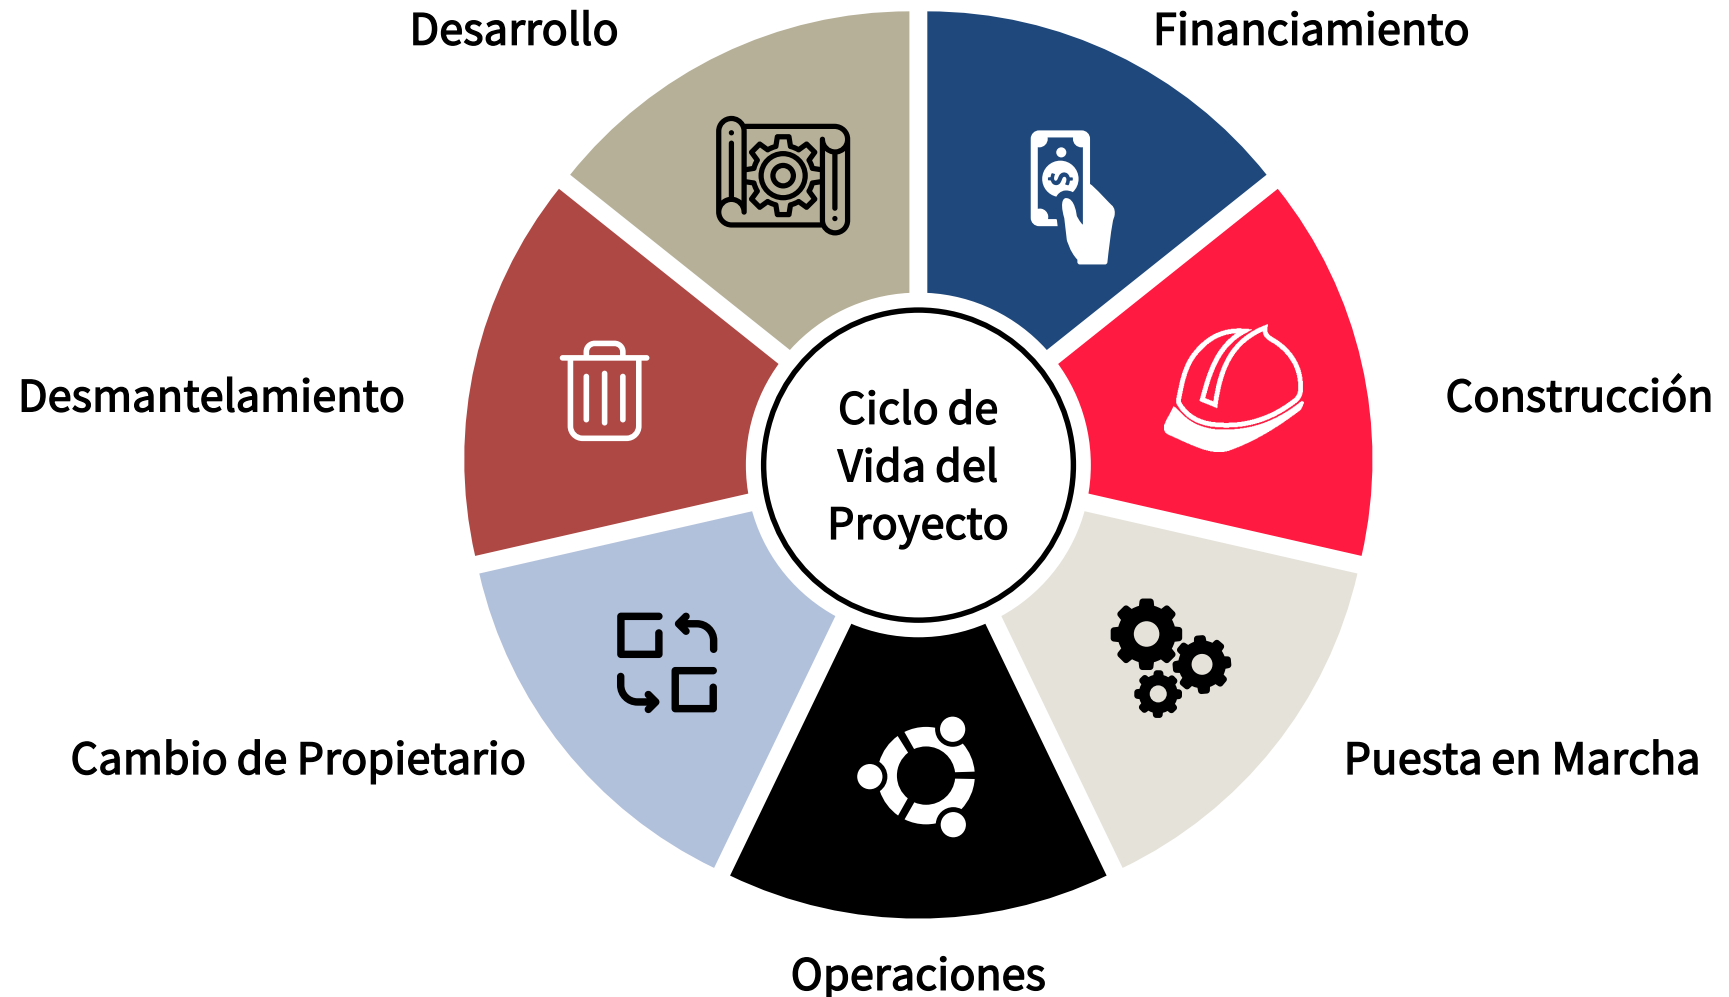 Desarrollo
Financiamiento
Desmantelamiento
Construcción
Ciclo de
Vida del
Proyecto
Cambio de Propietario
Puesta en Marcha
Operaciones
$